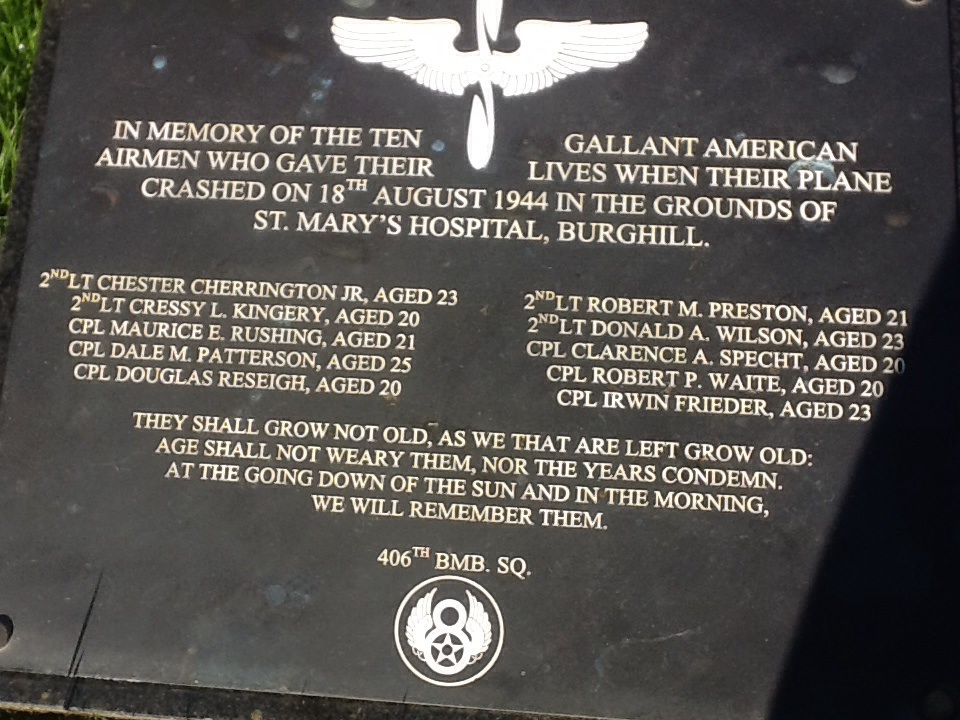 IN MEMORY OF THE TEN GALLANT AMERICAN
AIRMEN WHO GAVE THEIR LIVES WHEN THEIR PLANE
CRASHED ON 18TH AUGUST 1944 IN THE GROUNDS OF
ST. MARY'S HOSPITAL, BURGHILL.
2NDLT CHESTER CHERRINGTON JR, AGED 23
2NDLT CRESSY L. KINGERY, AGED 20
CPL MAURICE E. RUSHING, AGED 21
CPL DALE M. PATTERSON, AGED 25
CPL DOUGLAS RESEIGH, AGED 20
2NDLT ROBERT M. PRESTON, AGED 21
2NDLT DONALD A. WILSON, AGED 23
CPL CLARENCE A. SPECHT, AGED 20
CPL ROBERT P. WAITE, AGED 20
CPL IRWIN FRIEDER, AGED 23
THEY SHALL GROW NOT OLD, AS WE THAT ARE LEFT GROW OLD:
AGE SHALL NOT WEARY THEM, NOR THE YEARS CONDEMN.
AT THE GOING DOWN OF THE SUN AND IN THE MORNING,
WE WILL REMEMBER THEM.
406TH BMB. SQ.
8